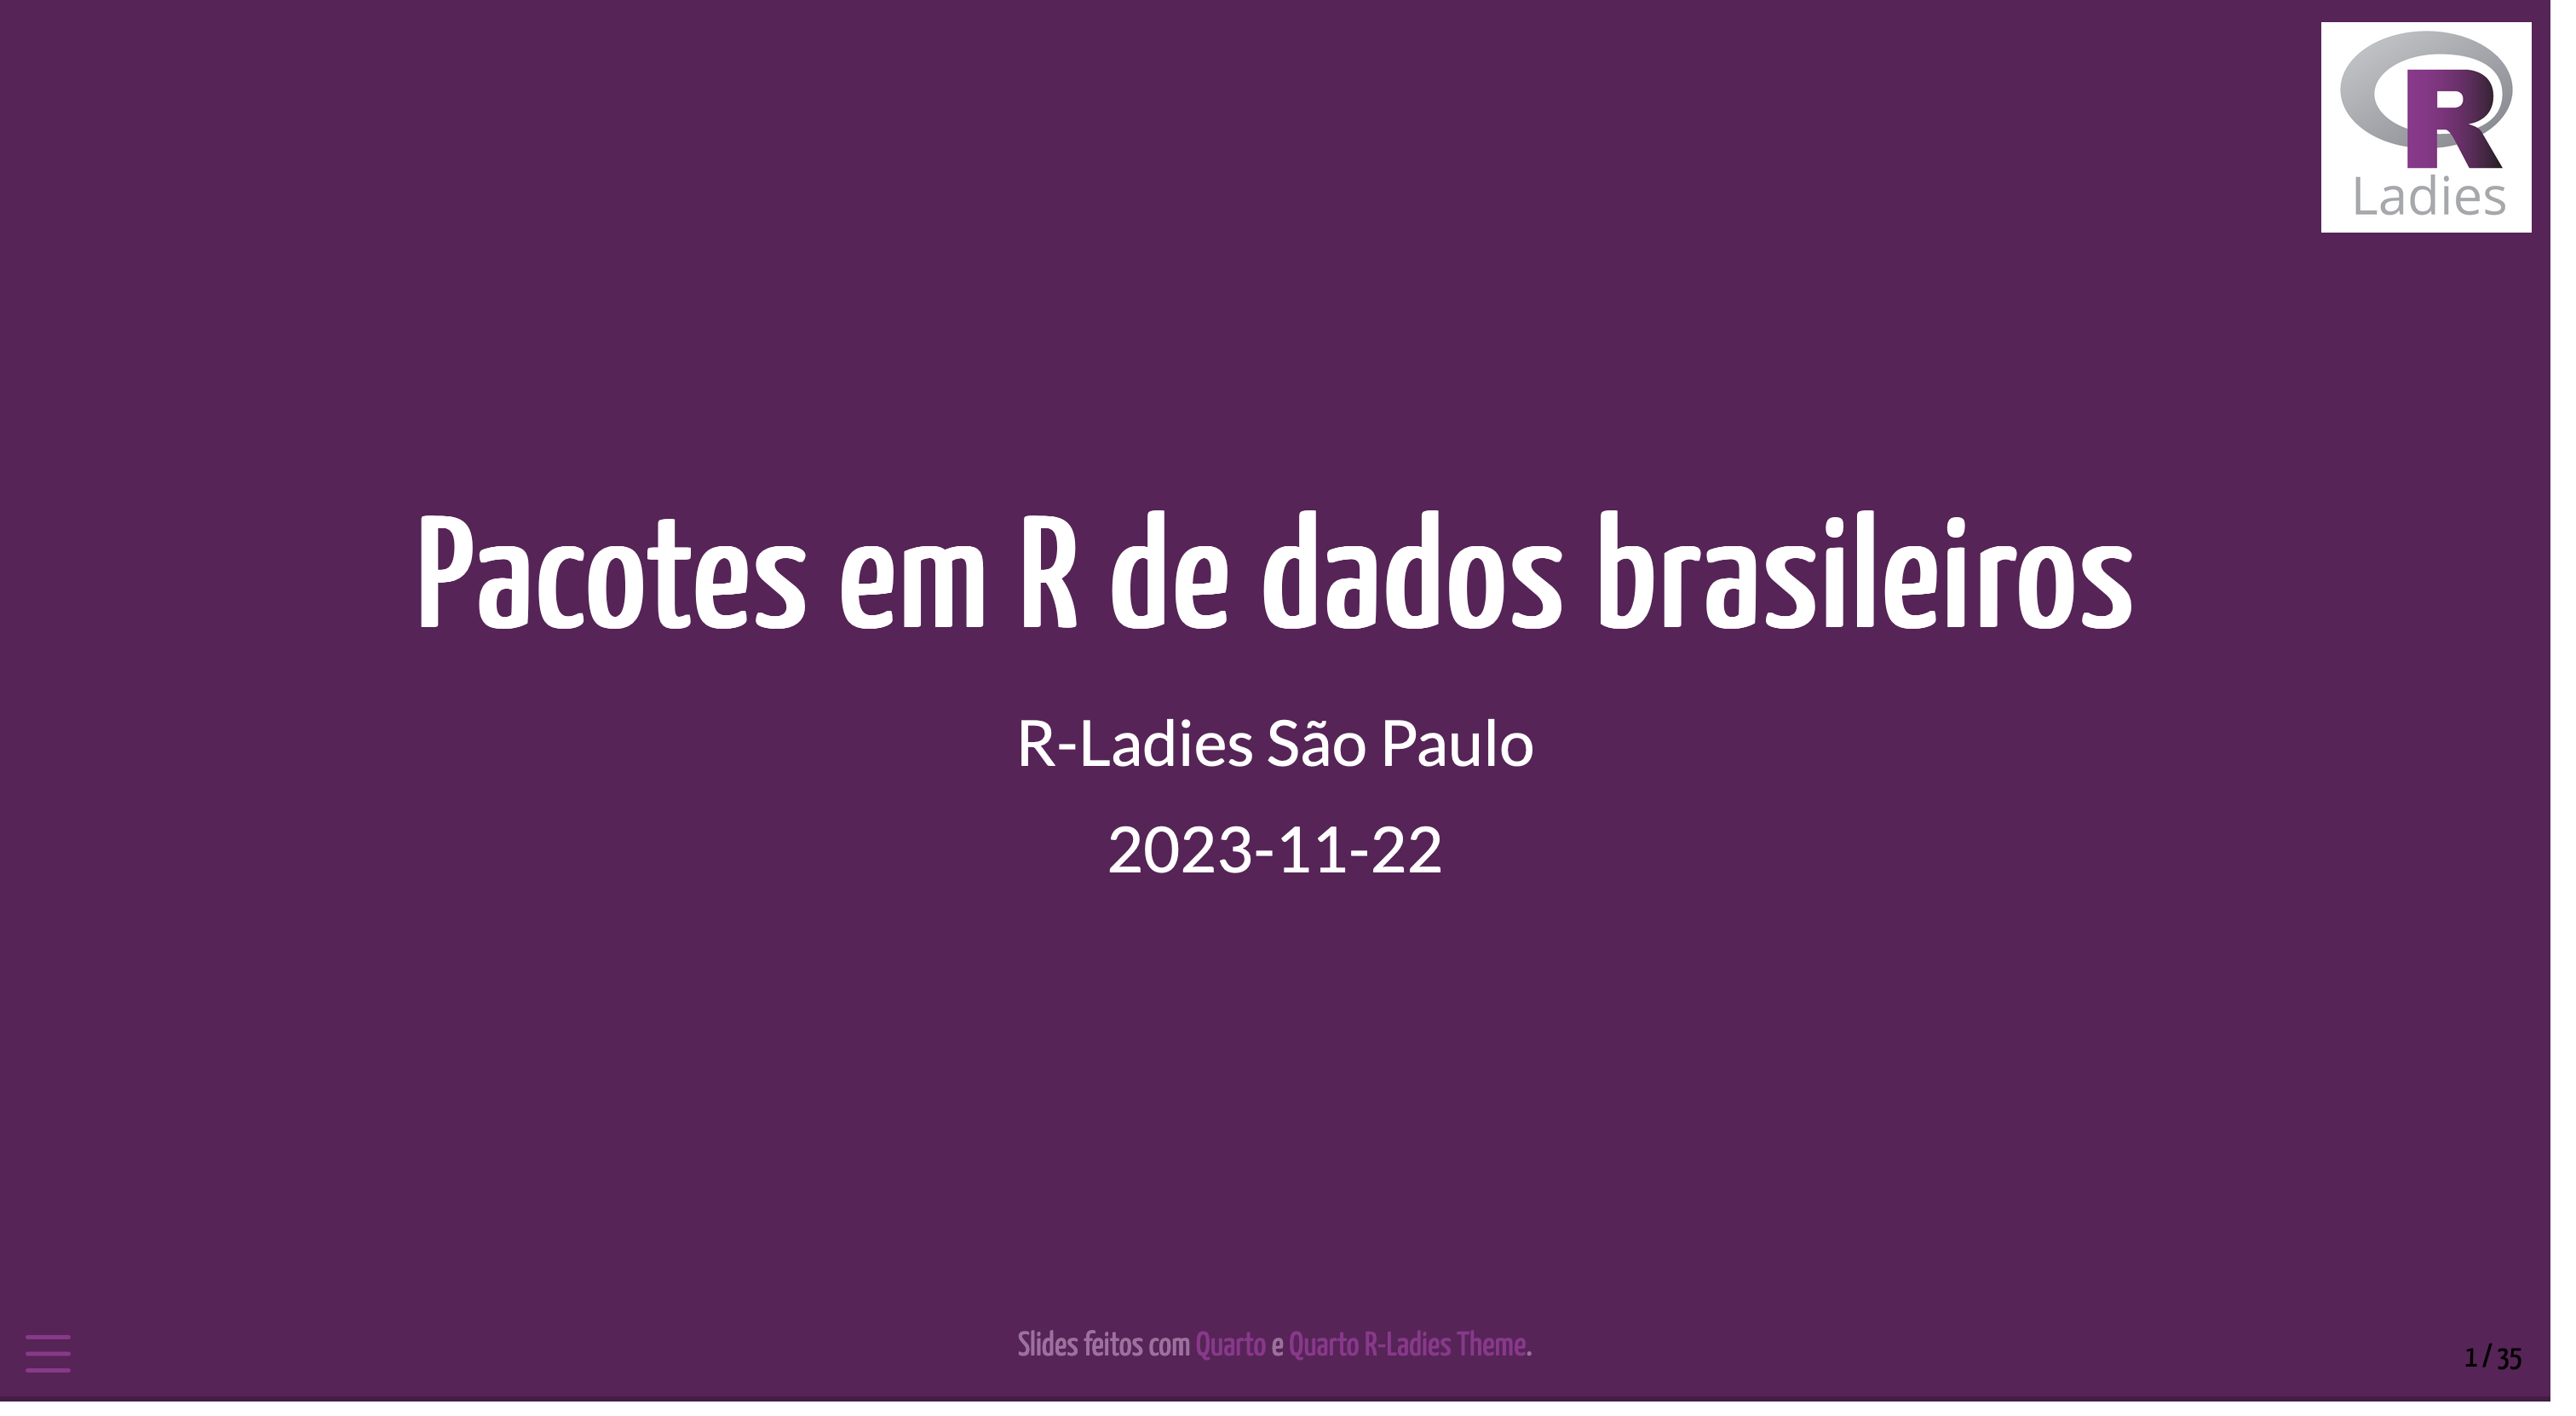 R
Ladies
Pacotes em R de dados brasileiros
R-Ladies São Paulo
2023-11-22
Slides feitos com Quarto e Quarto R-Ladies Theme.
1 / 35